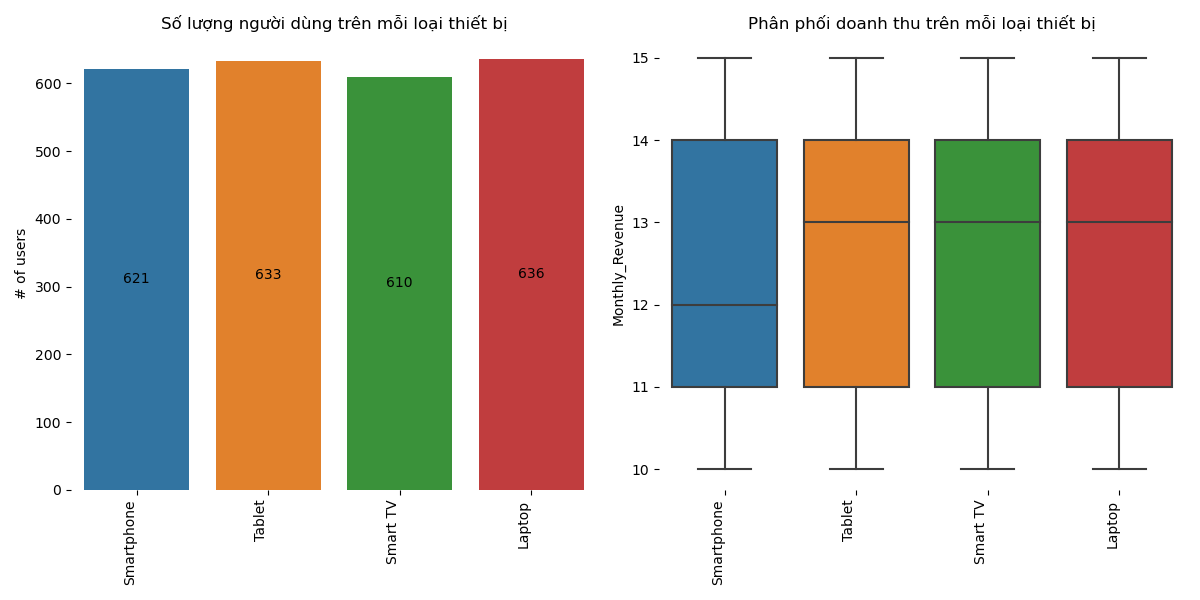 Số lượng người dùng trên mỗi loại thiết bị
# of users
600
500
400
300
200
100
0
621
633
610
636
Smartphone
Tablet
Smart TV
Laptop
Phân phối doanh thu trên mỗi loại thiết bị
Monthly_Revenue
15
14
13
12
11
10
Smartphone
Tablet
Smart TV
Laptop